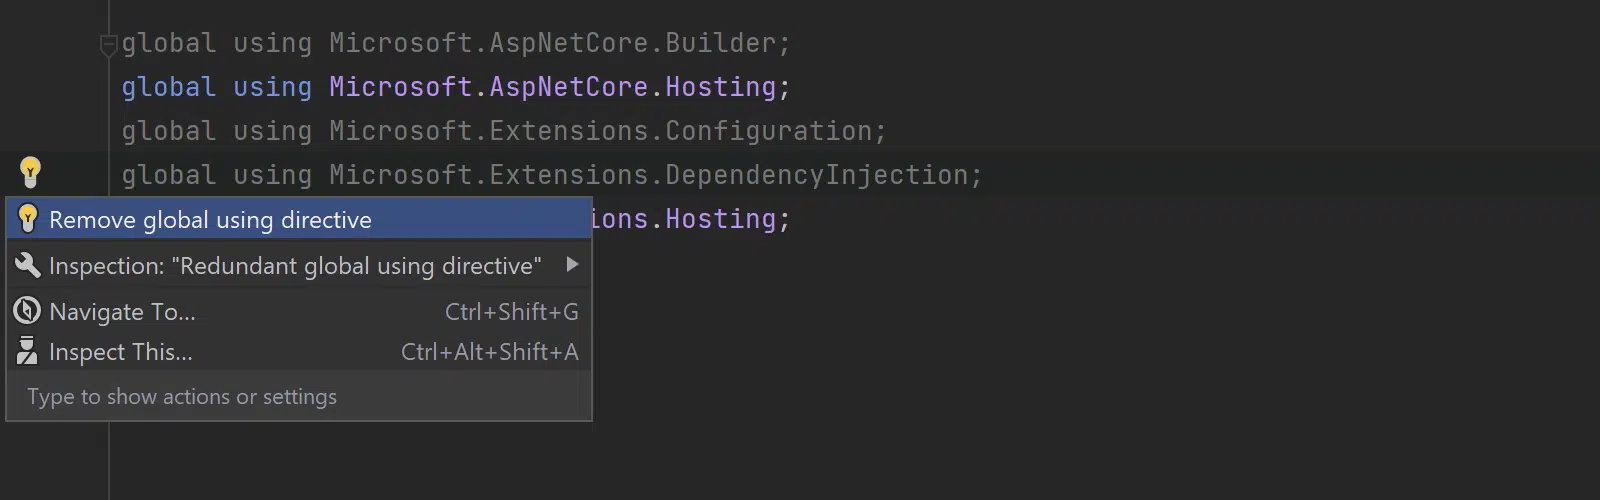 global using Microsoft.AspNetCore.Builder;
global using Microsoft.AspNetCore.Hosting;
global using Microsoft.Extensions.Configuration;
global using Microsoft.Extensions.DependencyInjection;
ions.Hosting;
Remove global using directive
Inspection: "Redundant global using directive"
Navigate To... Ctrl+Shift+G
Inspect This... Ctrl+Alt+Shift+A
Type to show actions or settings